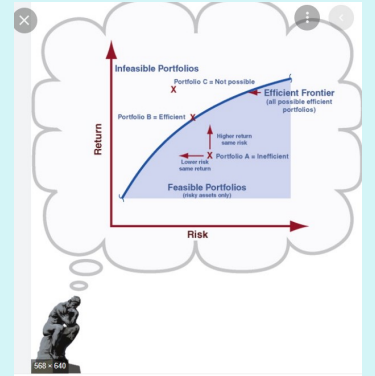 Infeasible Portfolios
Portfolio C = Not possible
X
Efficient Frontier
(all possible efficient
portfolios)
Portfolio B = Efficient X
Higher return
same risk
X Portfolio A = Inefficient
Lower risk
same return
Feasible Portfolios
(risky assets only)
Return
Risk
568 × 640